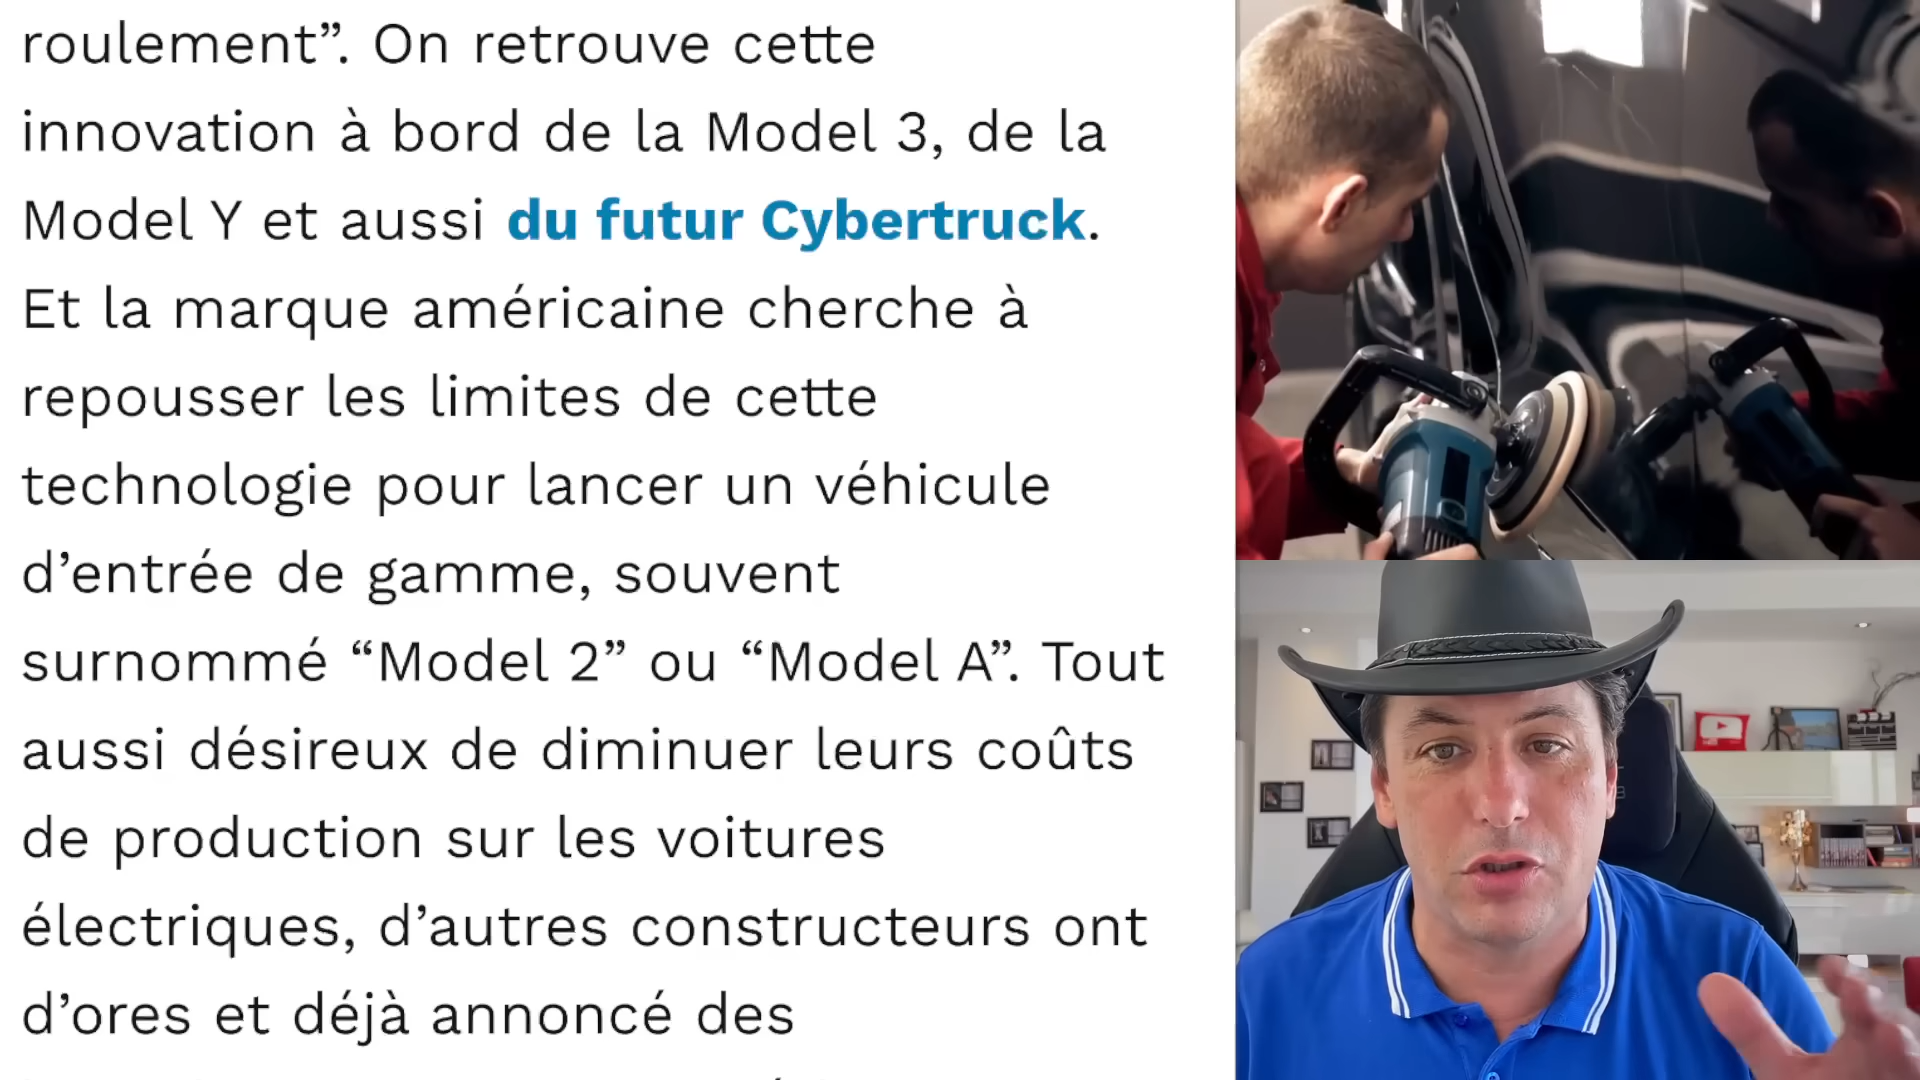 roulement”. On retrouve cette
innovation à bord de la Model 3, de la
Model Y et aussi du futur Cybertruck.
Et la marque américaine cherche à
repousser les limites de cette
technologie pour lancer un véhicule
d’entrée de gamme, souvent
surnommé “Model 2” ou “Model A”. Tout
aussi désireux de diminuer leurs coûts
de production sur les voitures
électriques, d’autres constructeurs ont
d’ores et déjà annoncé des